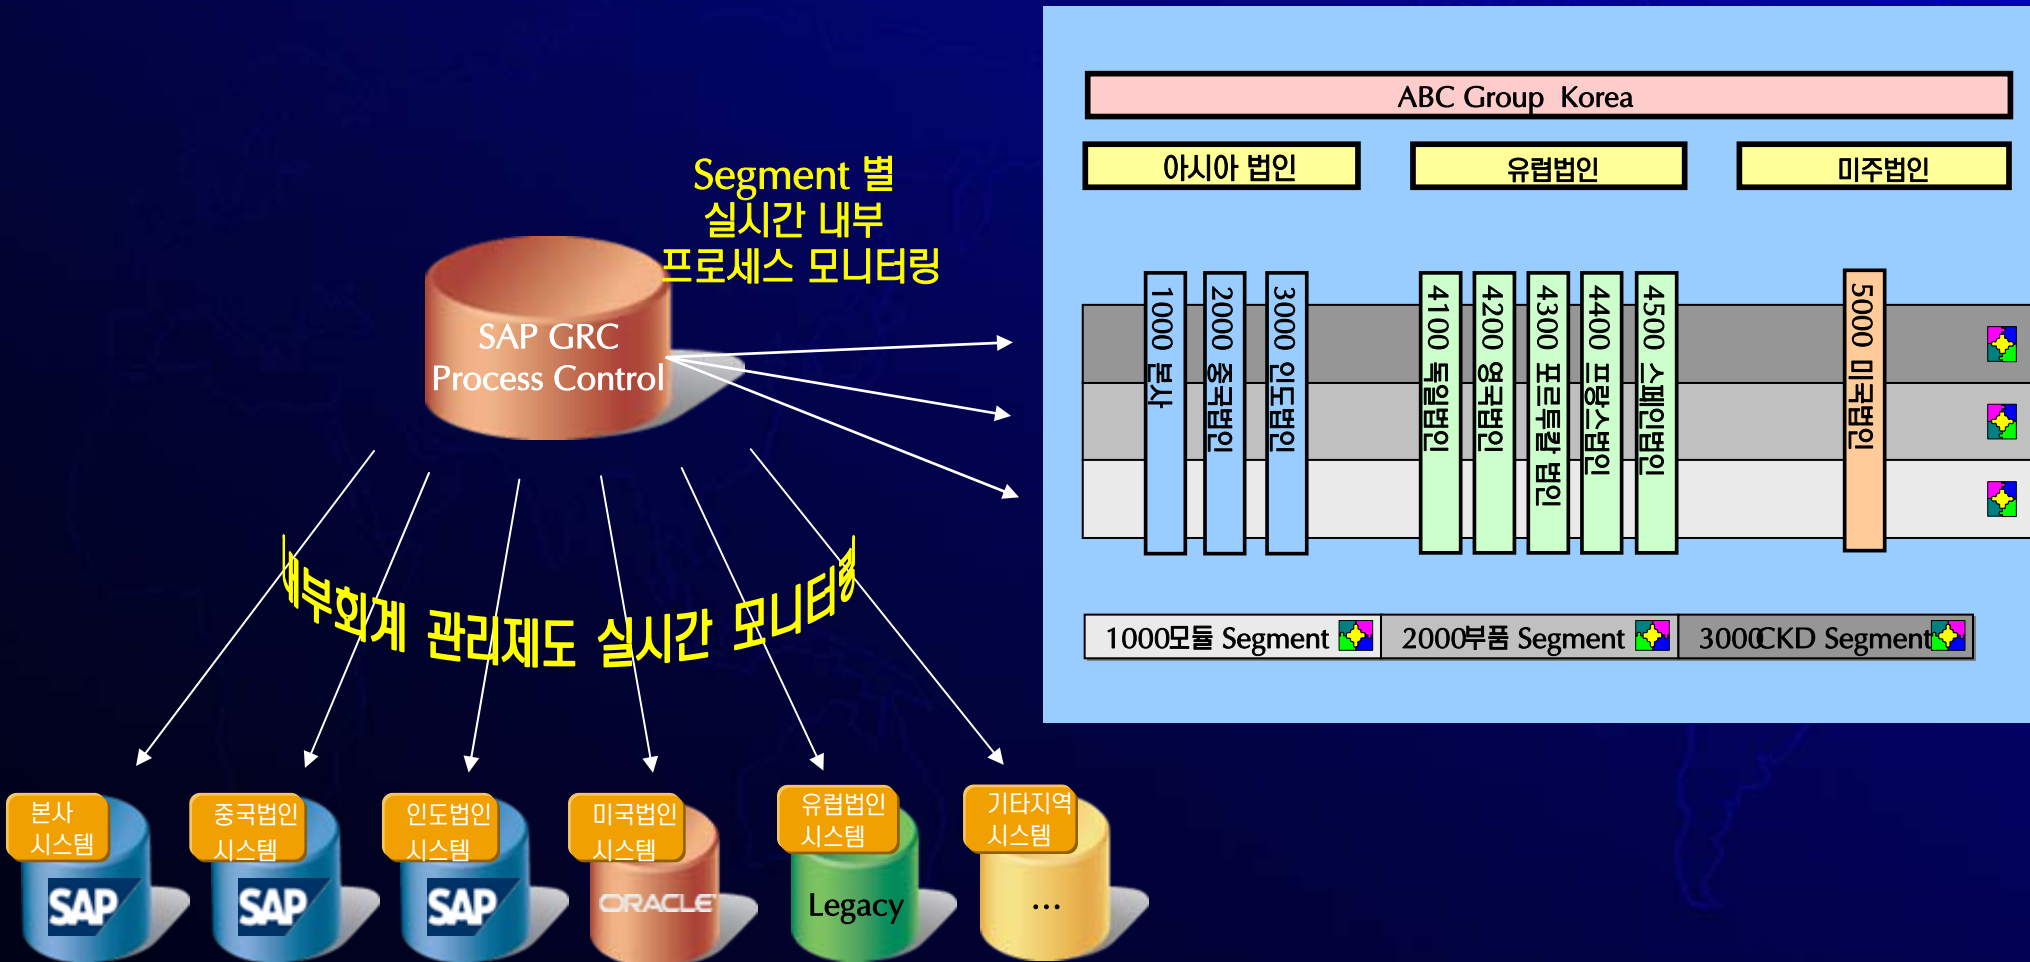 ABC Group Korea
아시아 법인
유럽법인
미주법인
Segment 별
실시간 내부
프로세스 모니터링
SAP GRC
Process Control
1000 본사
2000 중국법인
3000 인도법인
4100 독일법인
4200 영국법인
4300 포르투칼 법인
4400 프랑스법인
4500 스페인법인
5000 미국법인
1000모듈 Segment
2000부품 Segment
3000CKD Segment
내부회계 관리제도 실시간 모니터링
본사
시스템
SAP
중국법인
시스템
SAP
인도법인
시스템
SAP
미국법인
시스템
ORACLE
유럽법인
시스템
Legacy
기타지역
시스템
...